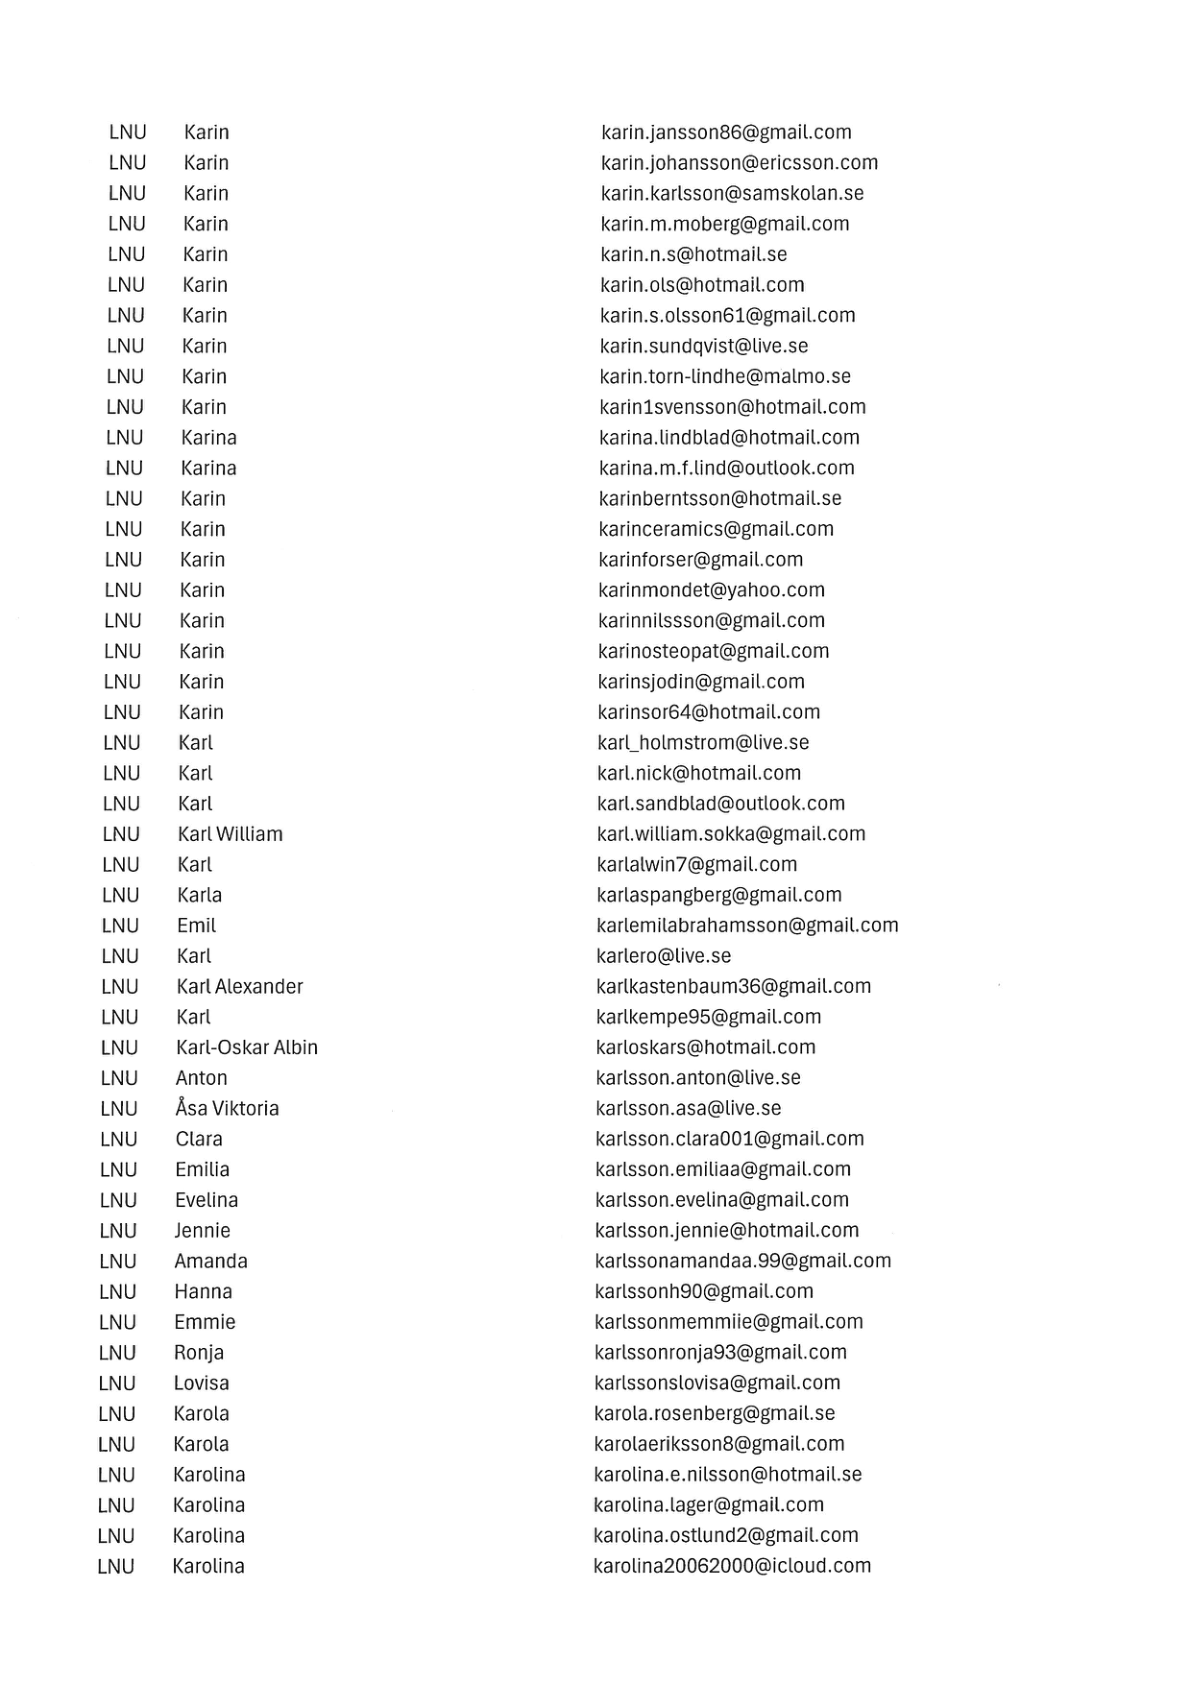 LNU Karin karin.jansson86@gmail.com
LNU Karin karin.johansson@ericsson.com
LNU Karin karin.karlsson@samskolan.se
LNU Karin karin.m.moberg@gmail.com
LNU Karin karin.n.s@hotmail.se
LNU Karin karin.ols@hotmail.com
LNU Karin karin.s.olsson61@gmail.com
LNU Karin karin.sundqvist@live.se
LNU Karin karin.torn-lindhe@malmo.se
LNU Karin karin1svensson@hotmail.com
LNU Karina karina.lindblad@hotmail.com
LNU Karina karina.m.f.lind@outlook.com
LNU Karin karinberntsson@hotmail.se
LNU Karin karinceramics@gmail.com
LNU Karin karinforser@gmail.com
LNU Karin karinmondet@yahoo.com
LNU Karin karinnilssson@gmail.com
LNU Karin karinosteopat@gmail.com
LNU Karin karinsjodin@gmail.com
LNU Karin karinsor64@hotmail.com
LNU Karl karl_holmstrom@live.se
LNU Karl karl.nick@hotmail.com
LNU Karl karl.sandblad@outlook.com
LNU Karl William karl.william.sokka@gmail.com
LNU Karl karlalwin7@gmail.com
LNU Karla karlaspangberg@gmail.com
LNU Emil karlemilabrahamsson@gmail.com
LNU Karl karlero@live.se
LNU Karl Alexander karlkastenbaum36@gmail.com
LNU Karl karlkempe95@gmail.com
LNU Karl-Oskar Albin karloskars@hotmail.com
LNU Anton karlsson.anton@live.se
LNU Åsa Viktoria karlsson.asa@live.se
LNU Clara karlsson.clara001@gmail.com
LNU Emilia karlsson.emiliaa@gmail.com
LNU Evelina karlsson.evelina@gmail.com
LNU Jennie karlsson.jennie@hotmail.com
LNU Amanda karlssonamandaa.99@gmail.com
LNU Hanna karlssonh90@gmail.com
LNU Emmie karlssonmemmiie@gmail.com
LNU Ronja karlssonronja93@gmail.com
LNU Lovisa karlssonslovisa@gmail.com
LNU Karola karola.rosenberg@gmail.se
LNU Karola karolaeriksson8@gmail.com
LNU Karolina karolina.e.nilsson@hotmail.se
LNU Karolina karolina.lager@gmail.com
LNU Karolina karolina.ostlund2@gmail.com
LNU Karolina karolina20062000@icloud.com